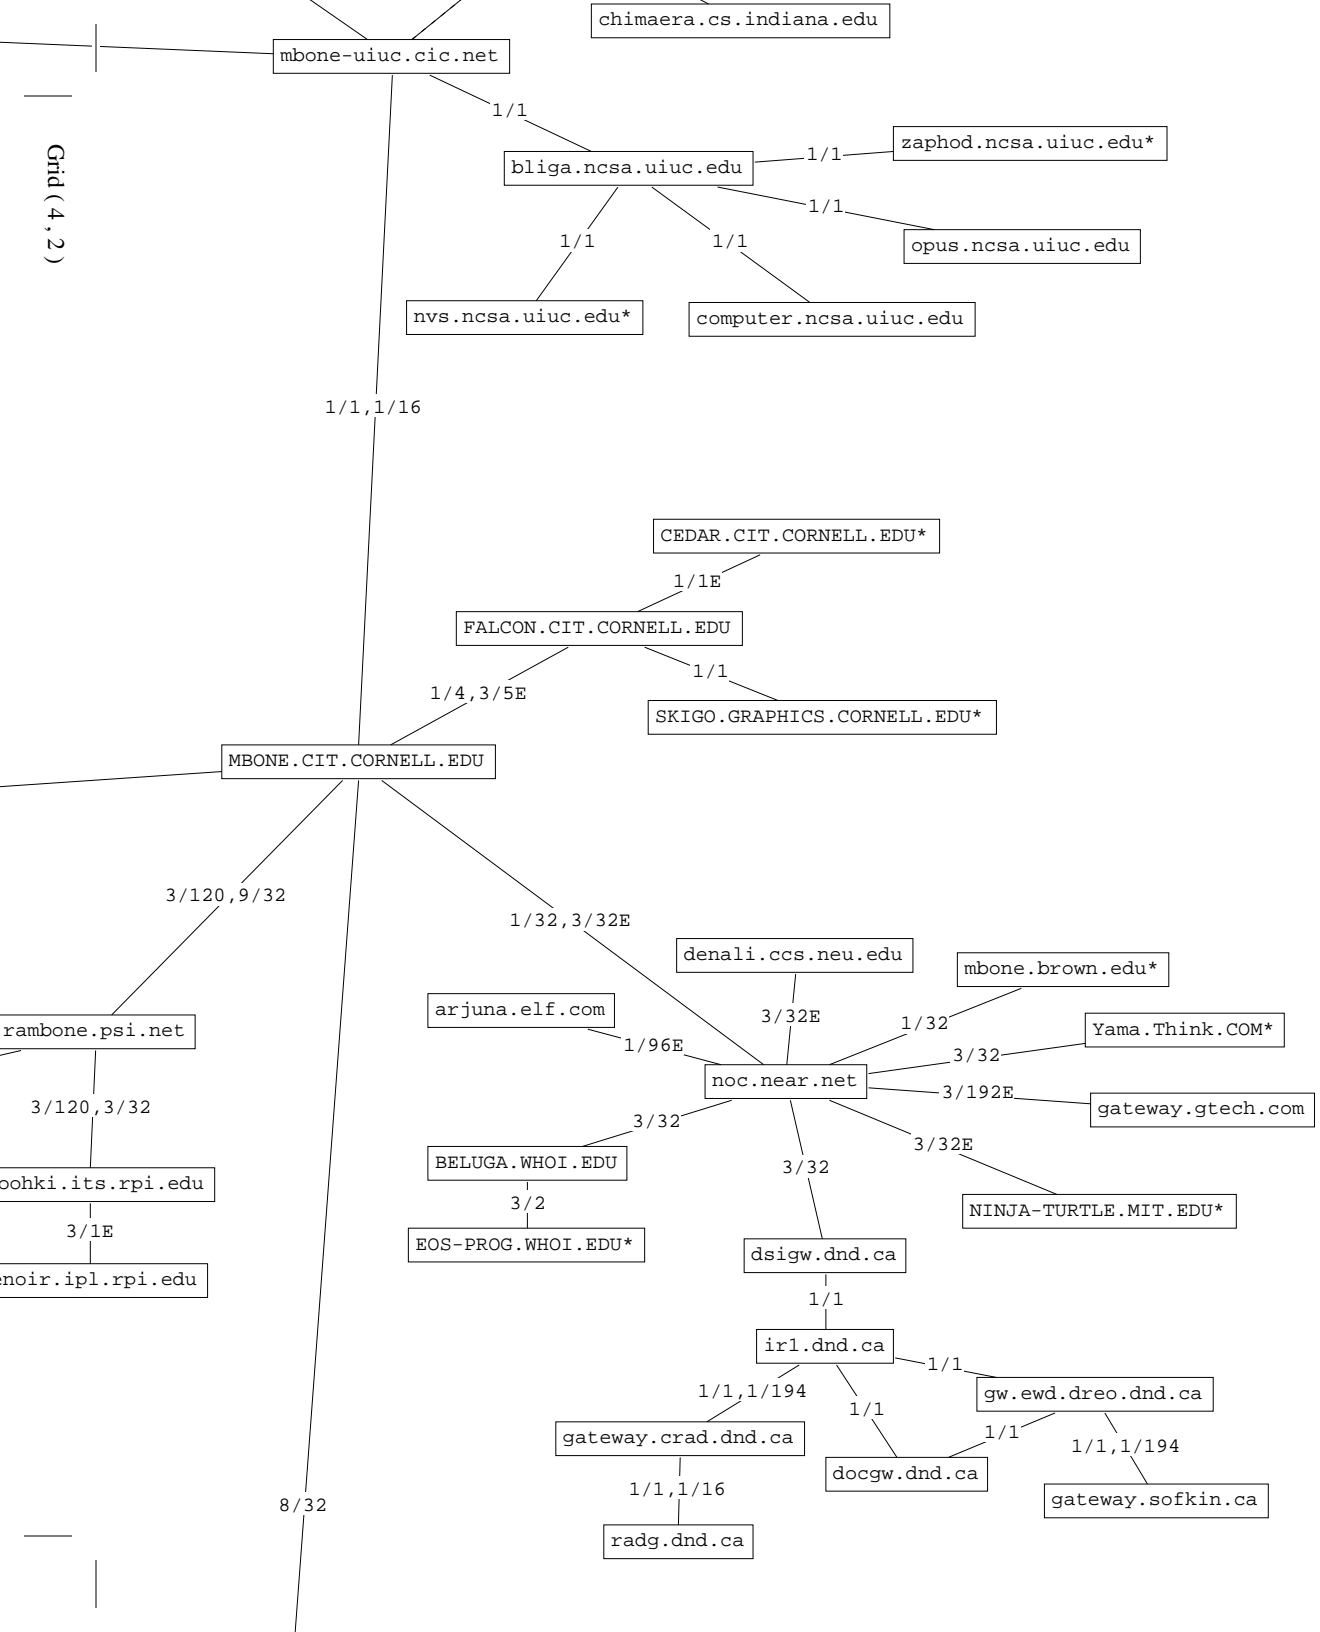 chimaera.cs.indiana.edu
mbone-uiuc.cic.net
1/1
zaphod.ncsa.uiuc.edu*
1/1
bliga.ncsa.uiuc.edu
Grid ( 4 , 2 )
1/1
1/1
1/1
opus.ncsa.uiuc.edu
nvs.ncsa.uiuc.edu*
computer.ncsa.uiuc.edu
1/1,1/16
CEDAR.CIT.CORNELL.EDU*
1/1E
FALCON.CIT.CORNELL.EDU
1/1
1/4,3/5E
SKIGO.GRAPHICS.CORNELL.EDU*
MBONE.CIT.CORNELL.EDU
3/120,9/32
1/32,3/32E
denali.ccs.neu.edu
mbone.brown.edu*
arjuna.elf.com
3/32E
1/32
Yama.Think.COM*
rambone.psi.net
1/96E
3/32
noc.near.net
3/192E
gateway.gtech.com
3/120,3/32
3/32
3/32E
BELUGA.WHOI.EDU
3/32
oohki.its.rpi.edu
3/2
NINJA-TURTLE.MIT.EDU*
3/1E
EOS-PROG.WHOI.EDU*
dsigw.dnd.ca
enoir.ipl.rpi.edu
1/1
ir1.dnd.ca
1/1
1/1,1/194
gw.ewd.dreo.dnd.ca
1/1
1/1
gateway.crad.dnd.ca
1/1,1/194
docgw.dnd.ca
1/1,1/16
gateway.sofkin.ca
8/32
radg.dnd.ca